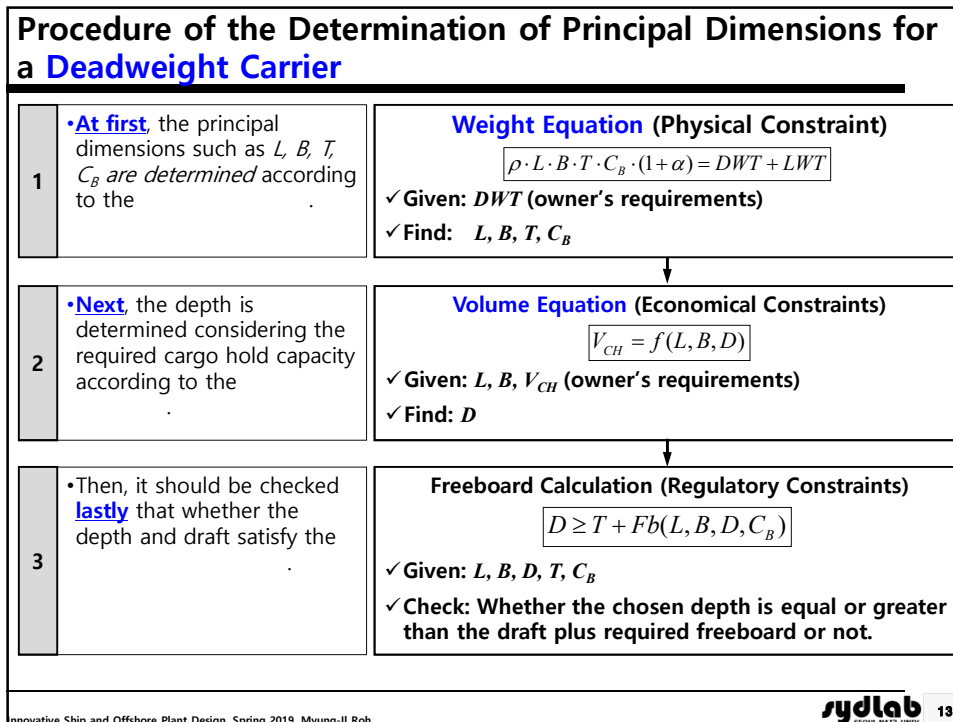 Procedure of the Determination of Principal Dimensions for
a Deadweight Carrier
1
•At first, the principal
dimensions such as L, B, T,
C_B are determined according
to the .
Weight Equation (Physical Constraint)
ρ·L·B·T·C_B·(1+α)=DWT+LWT
✓Given: DWT (owner's requirements)
✓Find: L, B, T, C_B
2
•Next, the depth is
determined considering the
required cargo hold capacity
according to the
.
Volume Equation (Economical Constraints)
V_CH = f(L,B,D)
✓Given: L, B, V_CH (owner's requirements)
✓Find: D
3
•Then, it should be checked
lastly that whether the
depth and draft satisfy the
.
Freeboard Calculation (Regulatory Constraints)
D ≥ T + Fb(L,B,D,C_B)
✓Given: L, B, D, T, C_B
✓Check: Whether the chosen depth is equal or greater
than the draft plus required freeboard or not.
Innovative Ship and Offshore Plant Design, Spring 2019, Myung-Il Roh
sydlab
SEOUL NAT'L UNIV.
13